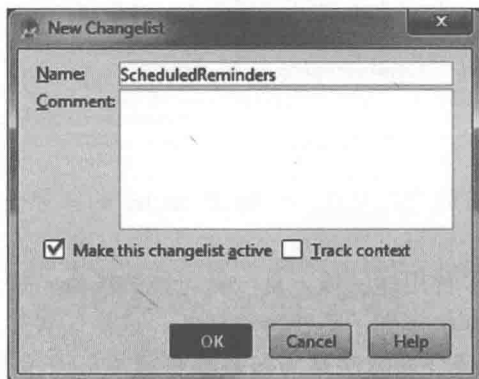 New Changelist
x
Name: ScheduledReminders
Comment:
Make this changelist active Track context
OK Cancel Help